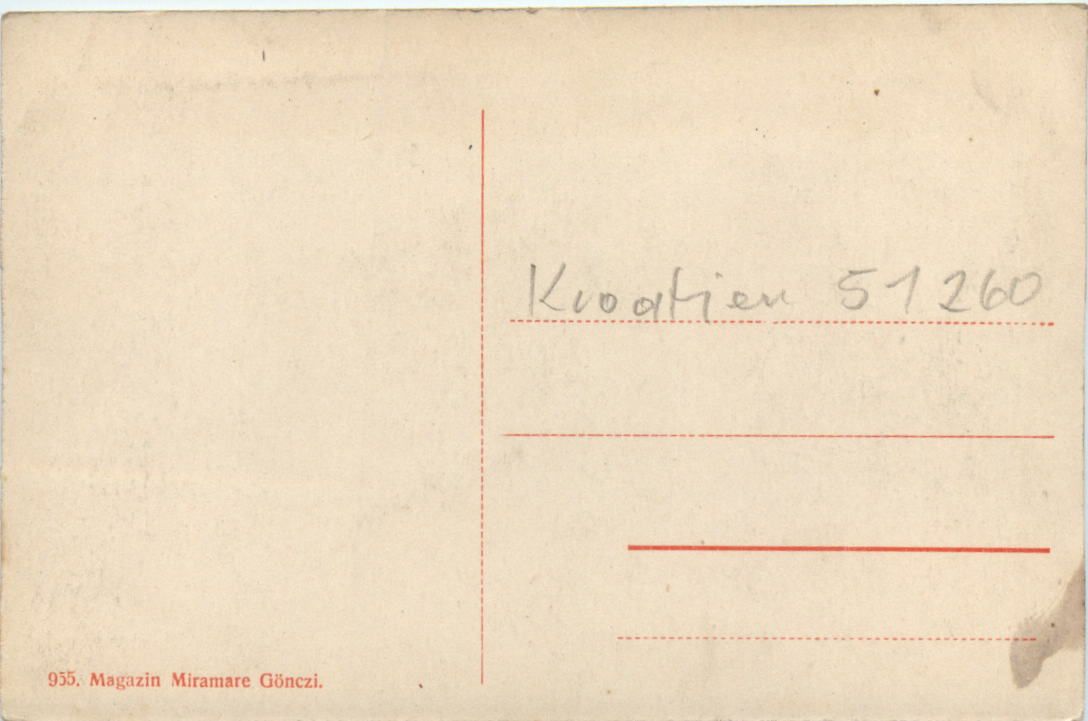 Kroatien 51260
955. Magazin Miramare Gönczi.